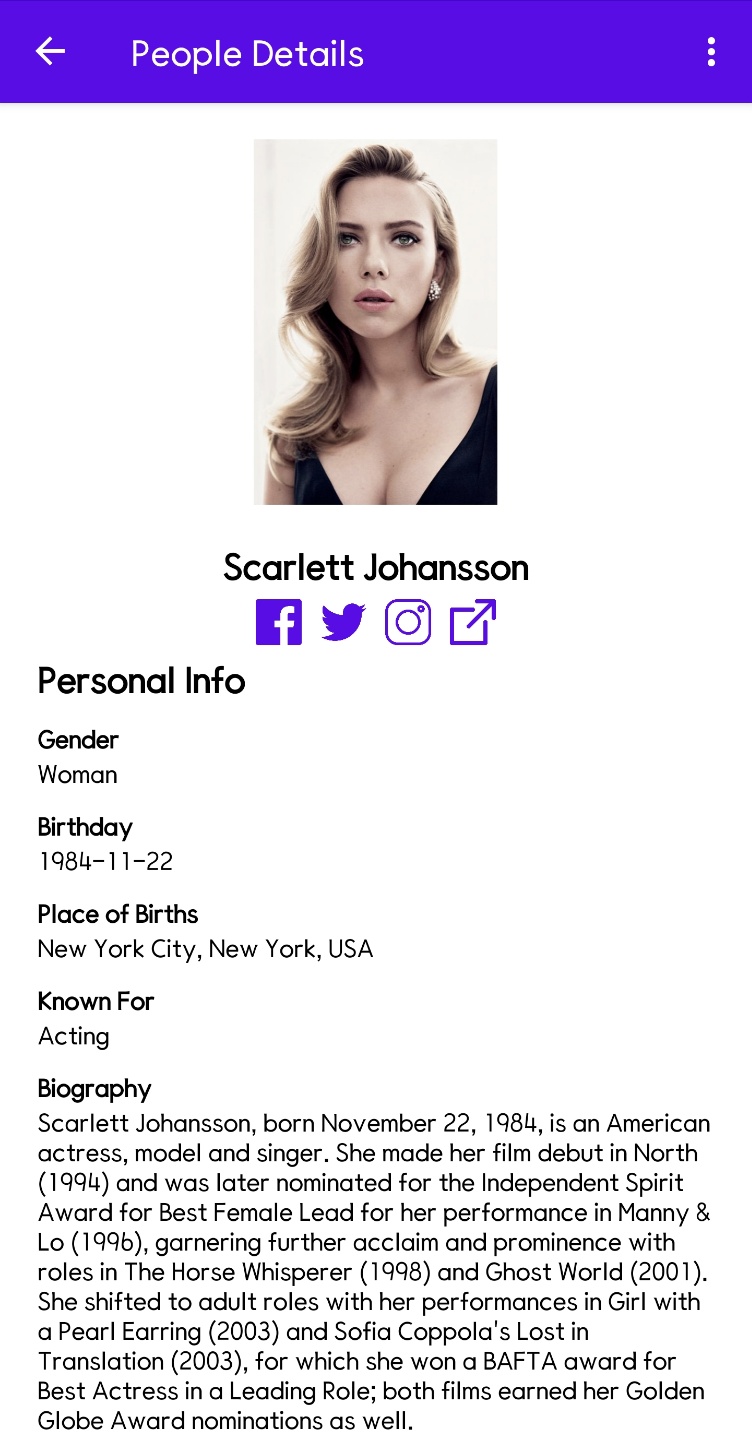 People Details
Scarlett Johansson
Personal Info
Gender
Woman
Birthday
1984-11-22
Place of Births
New York City, New York, USA
Known For
Acting
Biography
Scarlett Johansson, born November 22, 1984, is an American
actress, model and singer. She made her film debut in North
(1994) and was later nominated for the Independent Spirit
Award for Best Female Lead for her performance in Manny &
Lo (1996), garnering further acclaim and prominence with
roles in The Horse Whisperer (1998) and Ghost World (2001).
She shifted to adult roles with her performances in Girl with
a Pearl Earring (2003) and Sofia Coppola's Lost in
Translation (2003), for which she won a BAFTA award for
Best Actress in a Leading Role; both films earned her Golden
Globe Award nominations as well.